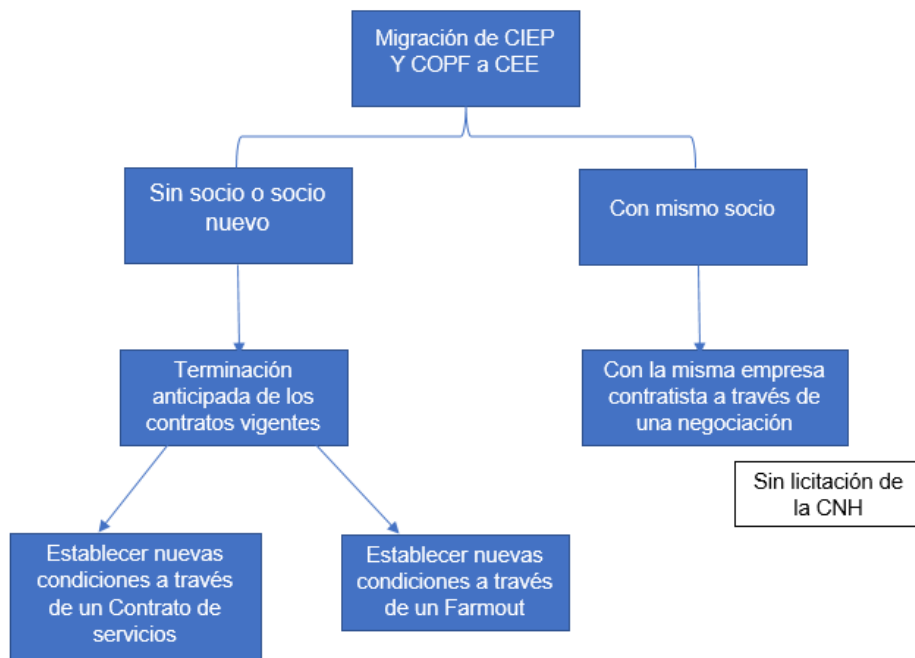 Migración de CIEP
Y COPF a CEE
Sin socio o socio
nuevo
Con mismo socio
Terminación
anticipada de los
contratos vigentes
Con la misma empresa
contratista a través de
una negociación
Sin licitación de
la CNH
Establecer nuevas
condiciones a través
de un Contrato de
servicios
Establecer nuevas
condiciones a través
de un Farmout